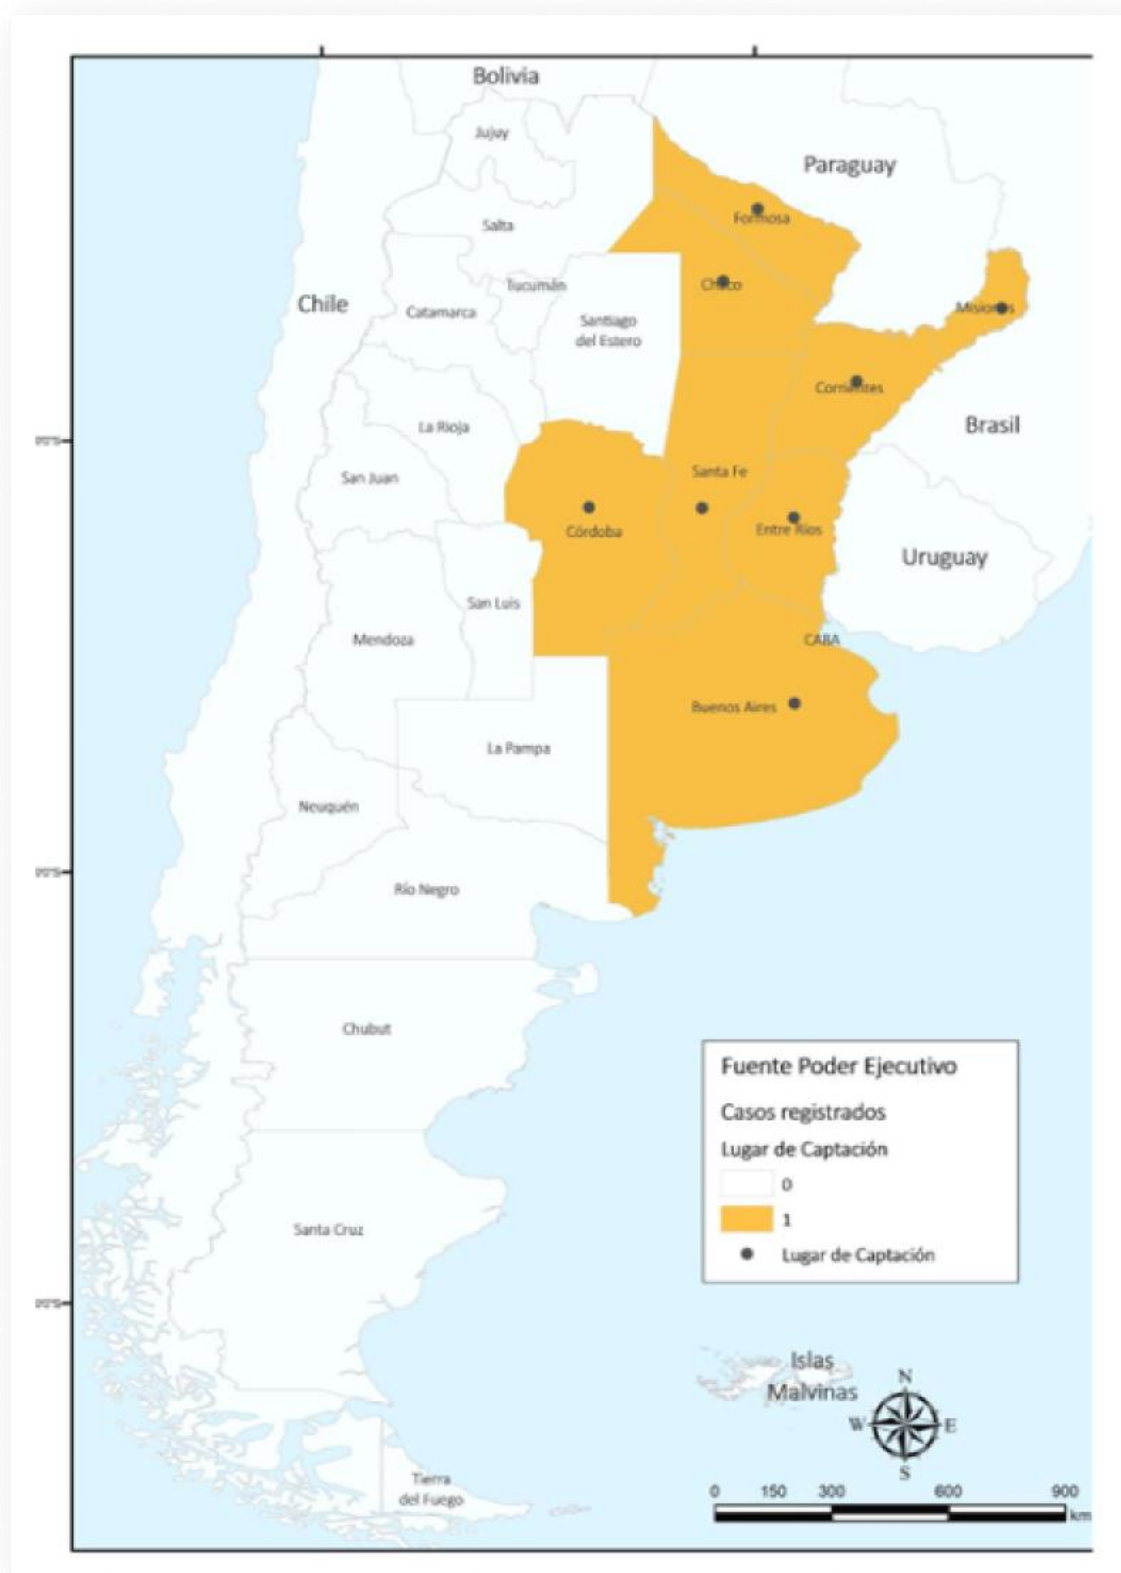 Bolivia
Jujuy
Paraguay
Formosa
Salta
Chaco
Tucumán
Chile
Catamarca
Misiones
Santiago
del Estero
Corrientes
La Rioja
Brasil
San Juan
Santa Fe
Córdoba
Entre Ríos
Uruguay
San Luis
Mendoza
CABA
Buenos Aires
La Pampa
Neuquén
Río Negro
Chubut
Fuente Poder Ejecutivo
Casos registrados
Lugar de Captación
0
1
Lugar de Captación
Santa Cruz
Islas
Malvinas
N
W E
S
Tierra
del Fuego
0 150 300 600 900
km